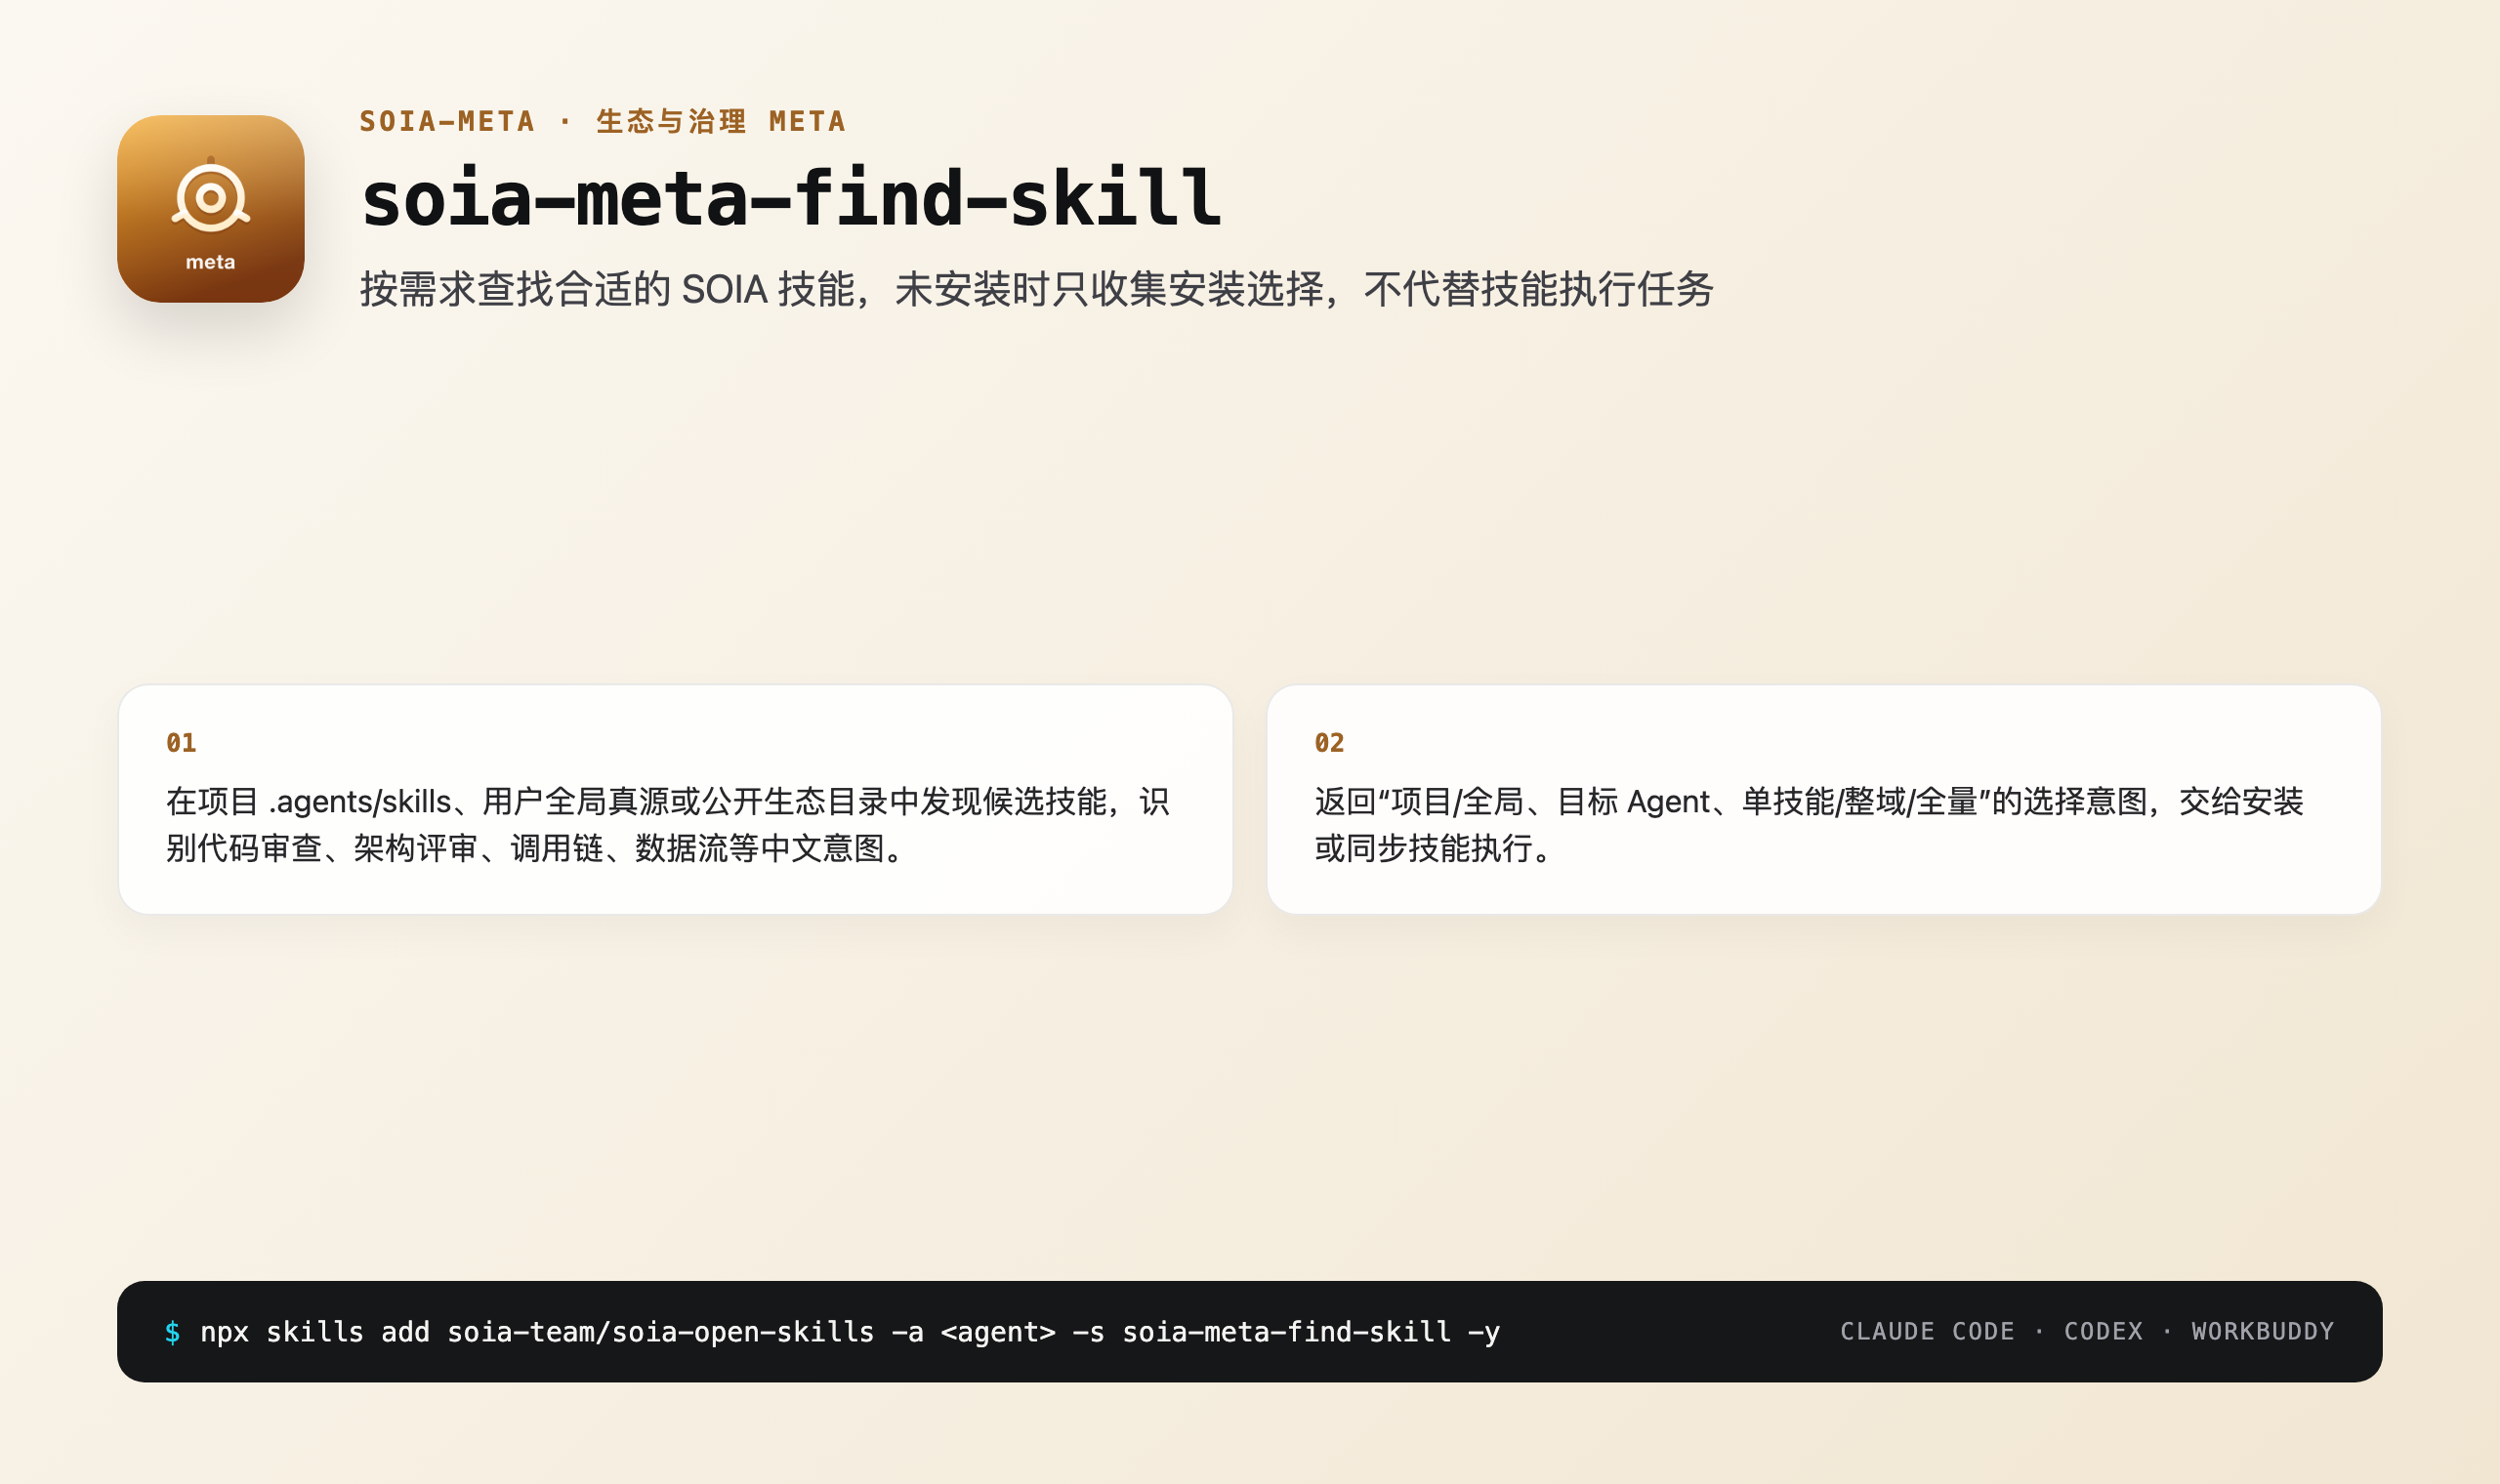 meta
SOIA-META · 生态与治理 META
soia-meta-find-skill
按需求查找合适的 SOIA 技能，未安装时只收集安装选择，不代替技能执行任务
01
在项目 .agents/skills、用户全局真源或公开生态目录中发现候选技能，识
别代码审查、架构评审、调用链、数据流等中文意图。
02
返回“项目/全局、目标 Agent、单技能/整域/全量”的选择意图，交给安装
或同步技能执行。
$ npx skills add soia-team/soia-open-skills -a <agent> -s soia-meta-find-skill -y
CLAUDE CODE · CODEX · WORKBUDDY